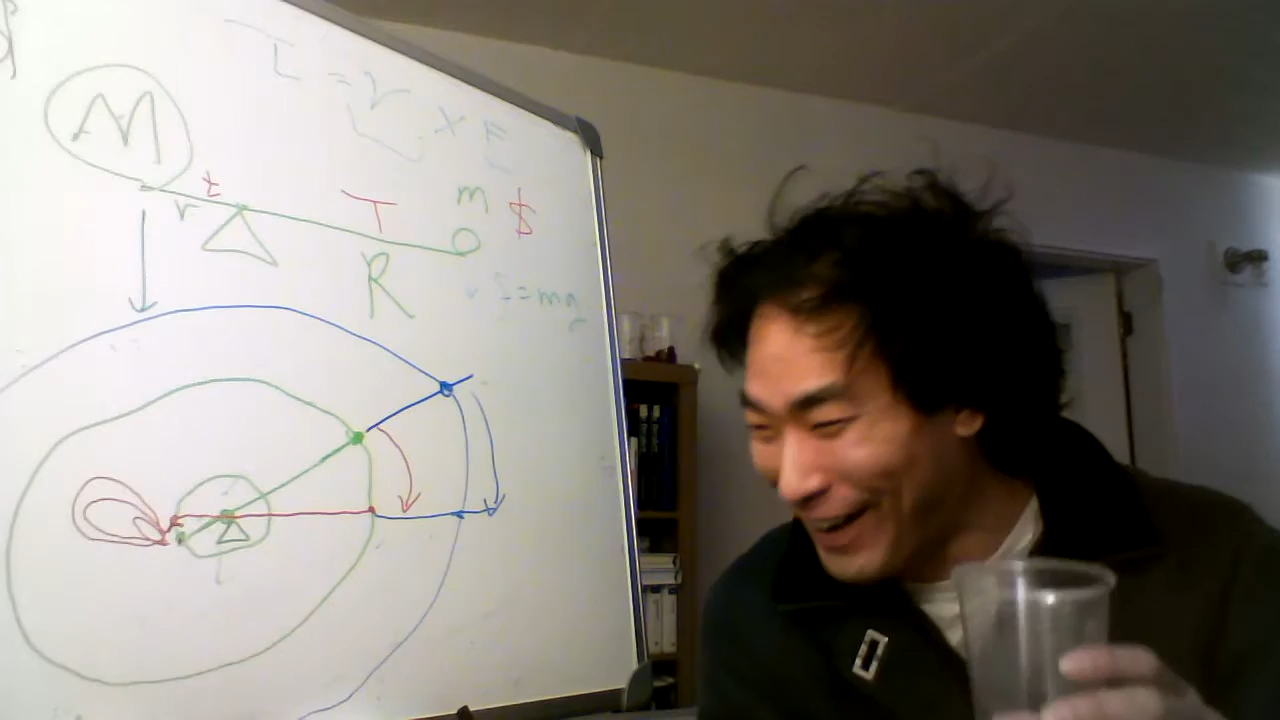 τ = r x F
M
t
r
T
m $
R
f = mg